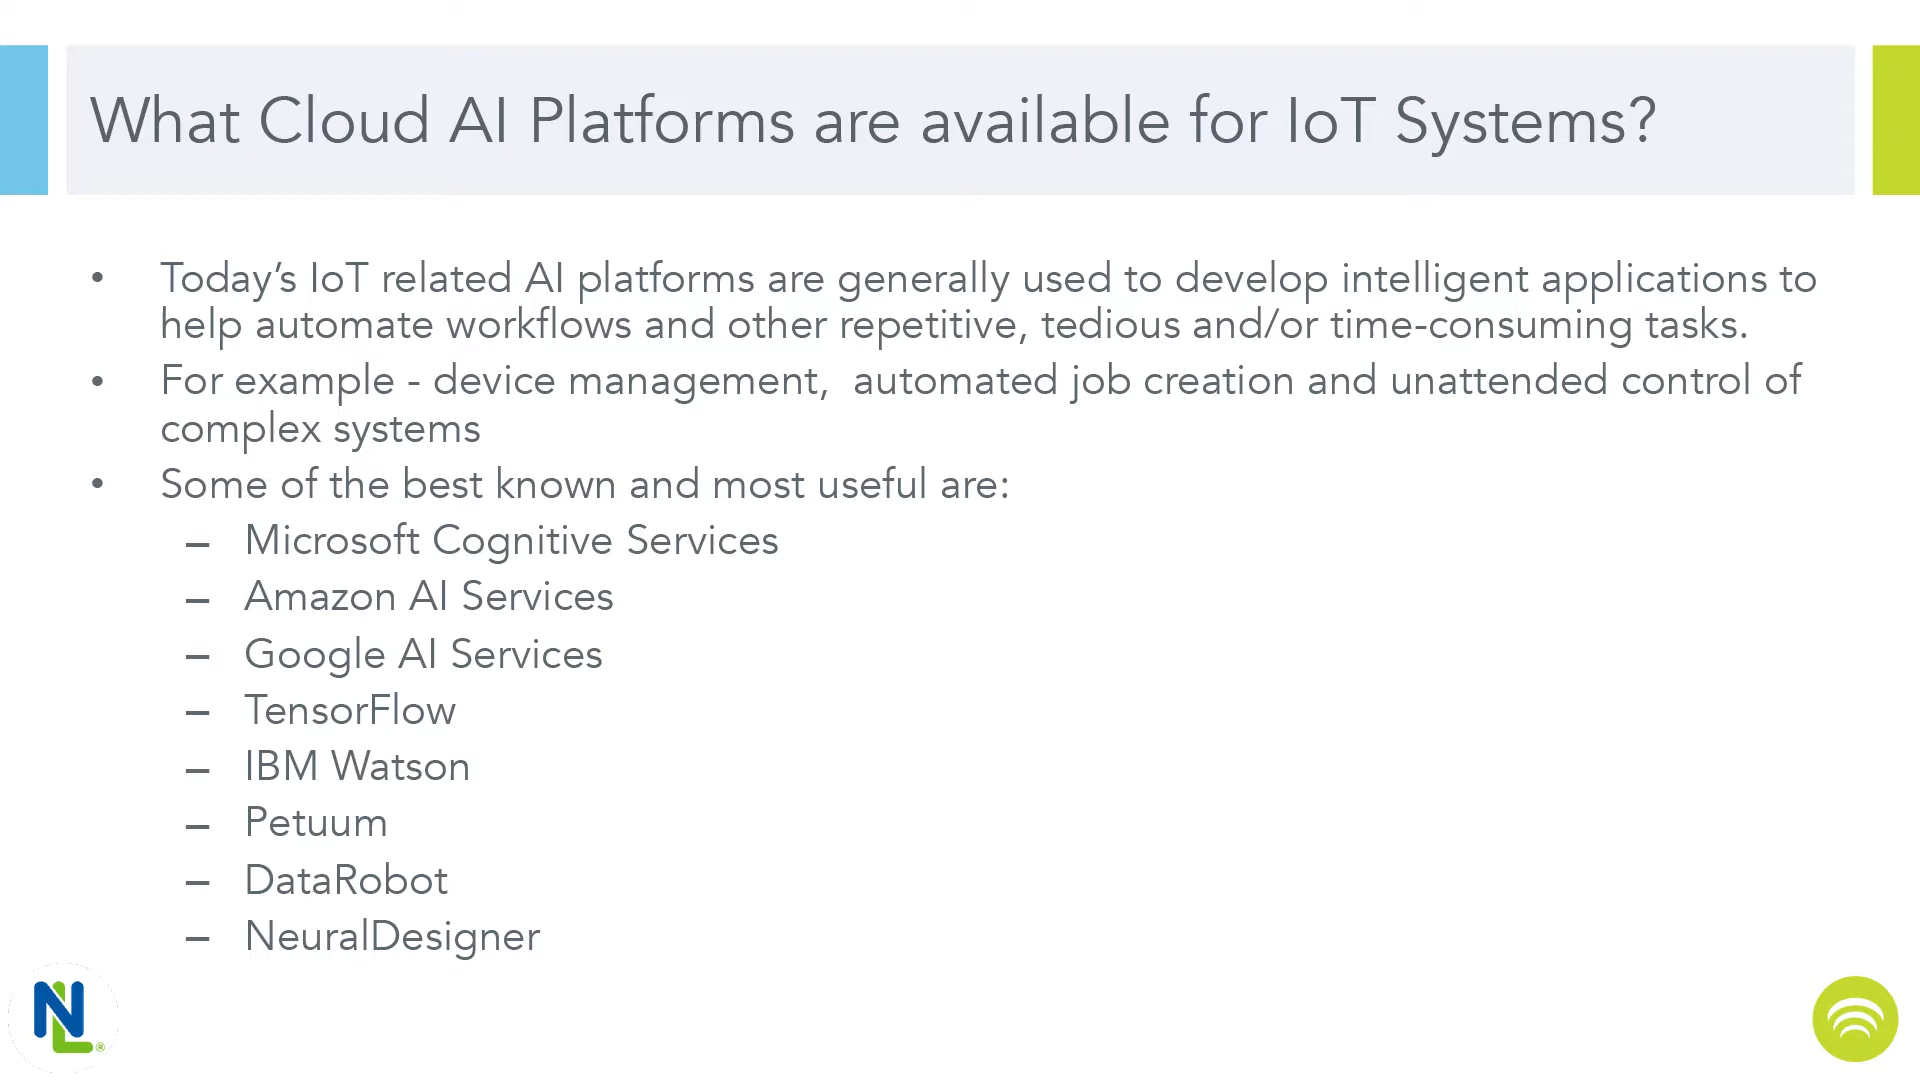 What Cloud AI Platforms are available for IoT Systems?
• Today’s IoT related AI platforms are generally used to develop intelligent applications to
help automate workflows and other repetitive, tedious and/or time-consuming tasks.
• For example - device management,  automated job creation and unattended control of
complex systems
• Some of the best known and most useful are:
– Microsoft Cognitive Services
– Amazon AI Services
– Google AI Services
– TensorFlow
– IBM Watson
– Petuum
– DataRobot
– NeuralDesigner
NL®